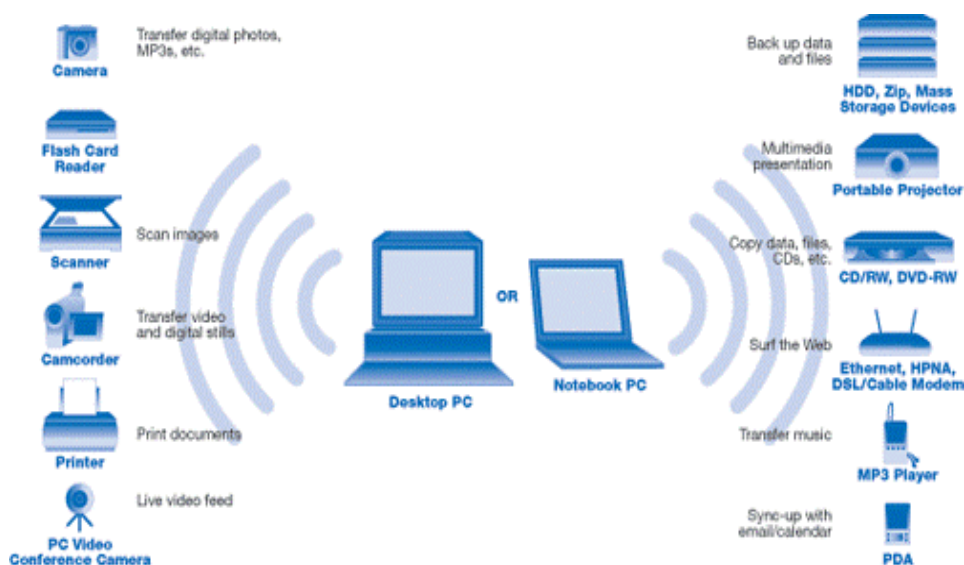 Transfer digital photos,
MP3s, etc.
Camera
Flash Card
Reader
Scan images
Scanner
Transfer video
and digital stills
Camcorder
Print documents
Printer
Live video feed
PC Video
Conference Camera
Desktop PC
OR
Notebook PC
Back up data
and files
HDD, Zip, Mass
Storage Devices
Multimedia
presentation
Portable Projector
Copy data, files,
CDs, etc.
CD/RW, DVD-RW
Surf the Web
Ethernet, HPNA,
DSL/Cable Modem
Transfer music
MP3 Player
Sync-up with
email/calendar
PDA